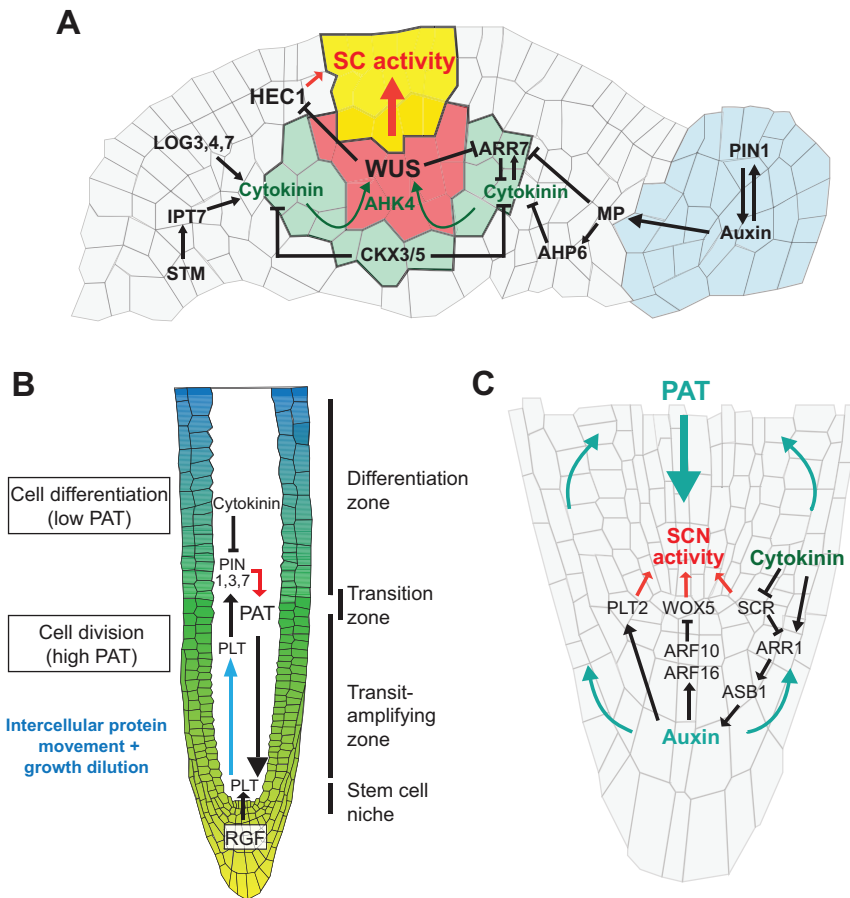 A
SC activity
HEC1
LOG3,4,7
WUS
ARR7
PIN1
Cytokinin
AHK4
Cytokinin
IPT7
MP
Auxin
CKX3/5
AHP6
STM
B
Cell differentiation
(low PAT)
Cytokinin
PIN
1,3,7
PAT
Cell division
(high PAT)
PLT
Intercellular protein
movement +
growth dilution
PLT
RGF
Differentiation
zone
Transition
zone
Transit-
amplifying
zone
Stem cell
niche
C
PAT
SCN
activity
Cytokinin
PLT2
WOX5
SCR
ARF10
ARF16
ARR1
ASB1
Auxin